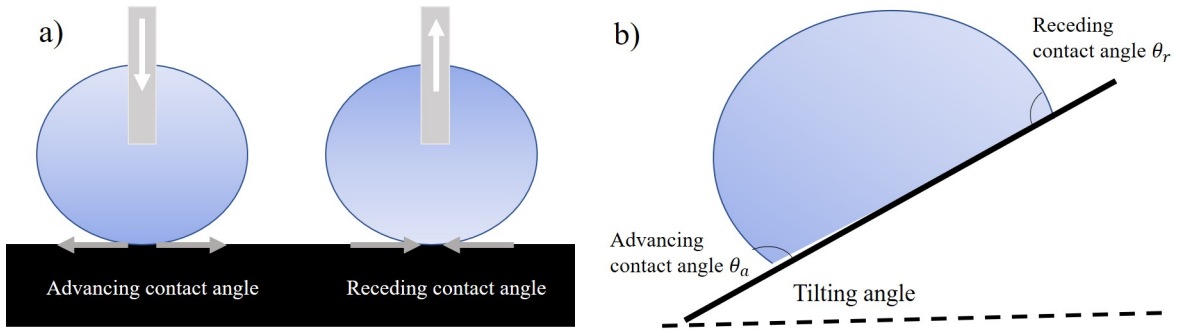 a)
Advancing contact angle
Receding contact angle
b)
Receding
contact angle θᵣ
Advancing
contact angle θₐ
Tilting angle